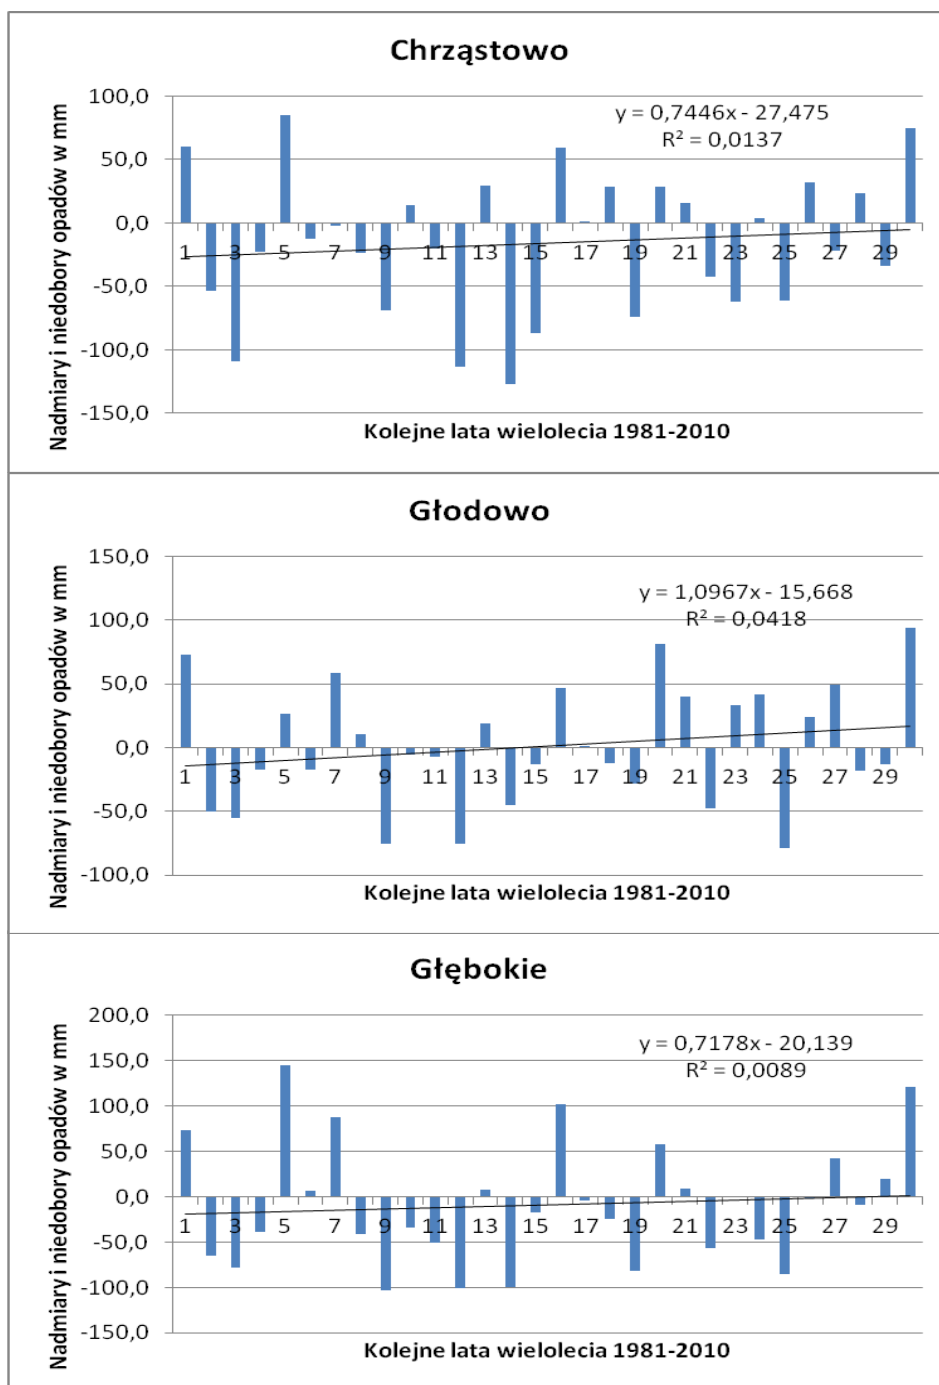 Chrząstowo
Nadmiary i niedobory opadów w mm
100,0
50,0
0,0
-50,0
-100,0
-150,0
y = 0,7446x - 27,475
R² = 0,0137
1 3 5 7 9 11 13 15 17 19 21 23 25 27 29
Kolejne lata wielolecia 1981-2010
Głodowo
Nadmiary i niedobory opadów w mm
150,0
100,0
50,0
0,0
-50,0
-100,0
y = 1,0967x - 15,668
R² = 0,0418
1 3 5 7 9 11 13 15 17 19 21 23 25 27 29
Kolejne lata wielolecia 1981-2010
Głębokie
Nadmiary i niedobory opadów w mm
200,0
150,0
100,0
50,0
0,0
-50,0
-100,0
-150,0
y = 0,7178x - 20,139
R² = 0,0089
1 3 5 7 9 11 13 15 17 19 21 23 25 27 29
Kolejne lata wielolecia 1981-2010